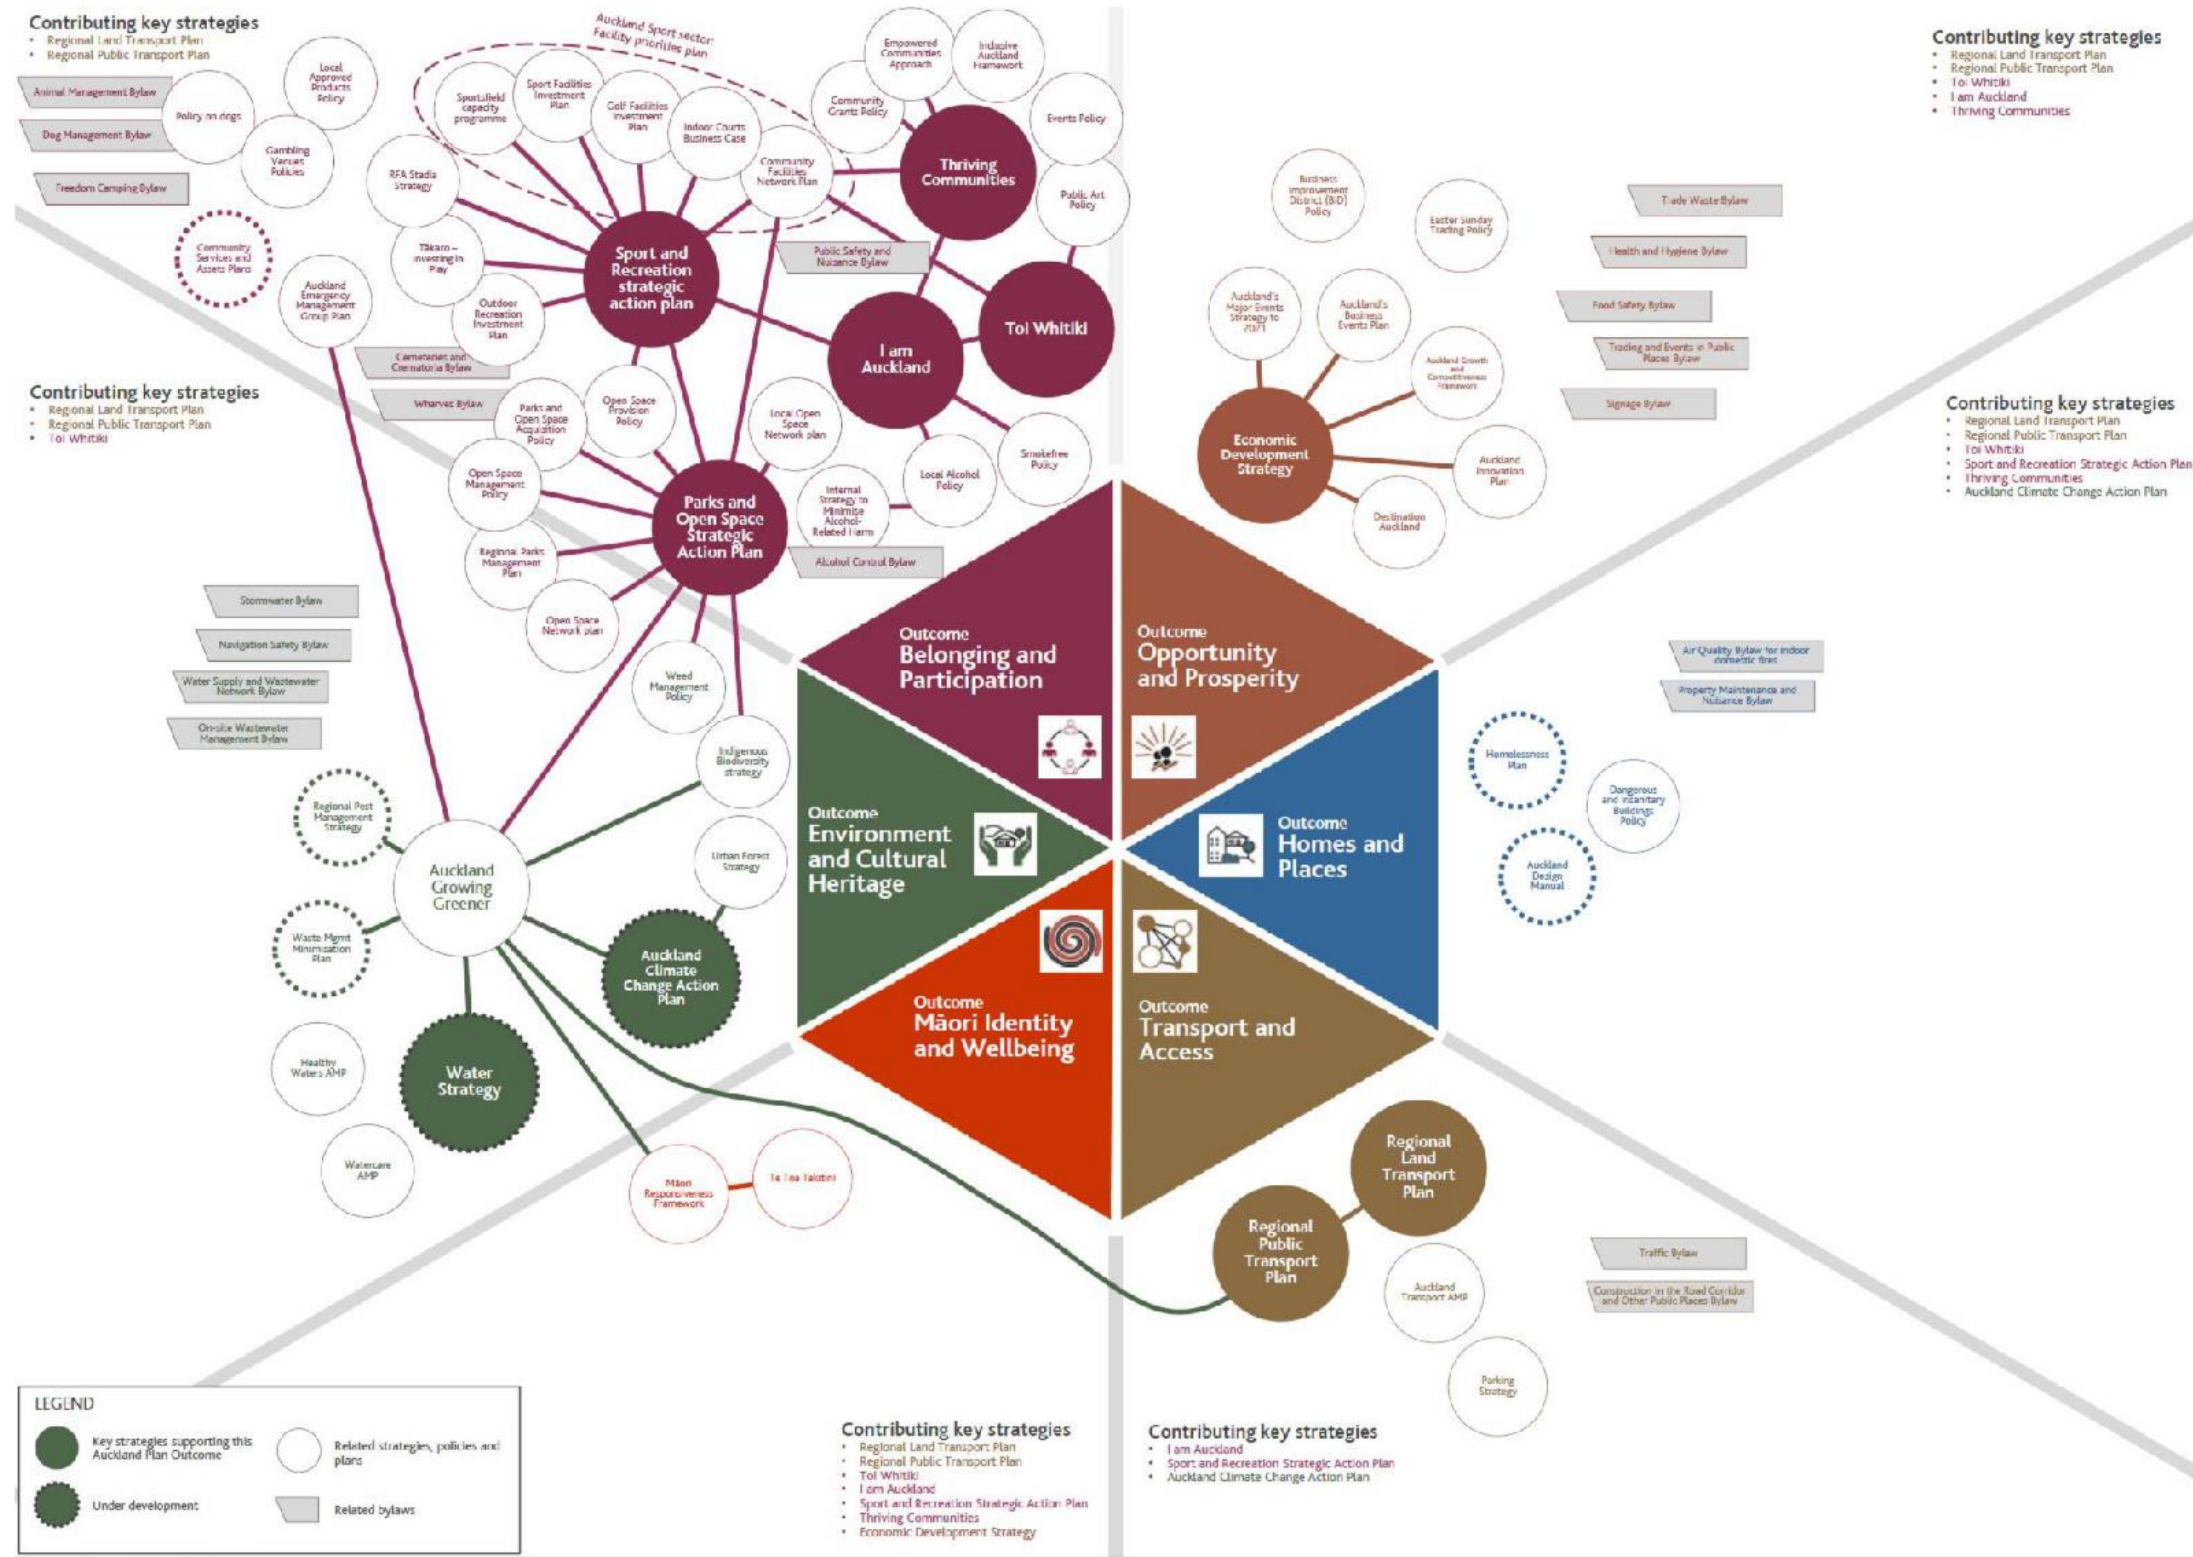 Contributing key strategies
• Regional Land Transport Plan
• Regional Public Transport Plan
Animal Management Bylaw
Dog Management Bylaw
Freedom Camping Bylaw
Policy on dogs
Local
Approved
Products
Policy
Gambling
Venues
Policies
Community
Services and
Assets Plans
Auckland
Emergency
Management
Group Plan
Auckland Sport sector:
Facility priorities plan
Sportsfield
capacity
programme
Sport Facilities
Investment
Plan
Golf Facilities
Investment
Plan
Indoor Courts
Business Case
Community
Facilities
Network Plan
RFA Stadia
Strategy
Tākaro –
Investing in
Play
Outdoor
Recreation
Investment
Plan
Sport and
Recreation
strategic
action plan
Community
Grants Policy
Empowered
Communities
Approach
Inclusive
Auckland
Framework
Events Policy
Public Art
Policy
Thriving
Communities
Public Safety and
Nuisance Bylaw
Toi Whitiki
I am
Auckland
Cemeteries and
Crematoria Bylaw
Wharves Bylaw
Parks and
Open Space
Acquisition
Policy
Open Space
Provision
Policy
Local Open
Space
Network plan
Open Space
Management
Policy
Regional Parks
Management
Plan
Open Space
Network plan
Parks and
Open Space
Strategic
Action Plan
Internal
Strategy to
Minimise
Alcohol-
Related Harm
Local Alcohol
Policy
Smokefree
Policy
Alcohol Control Bylaw
Weed
Management
Policy
Indigenous
Biodiversity
strategy
Urban Forest
Strategy
Contributing key strategies
• Regional Land Transport Plan
• Regional Public Transport Plan
• Toi Whitiki
Stormwater Bylaw
Navigation Safety Bylaw
Water Supply and Wastewater
Network Bylaw
On-site Wastewater
Management Bylaw
Regional Pest
Management
Strategy
Waste Mgmt
Minimisation
Plan
Auckland
Growing
Greener
Auckland
Climate
Change Action
Plan
Water
Strategy
Healthy
Waters AMP
Watercare
AMP
Māori
Responsiveness
Framework
Te Toa Takitini
Contributing key strategies
• Regional Land Transport Plan
• Regional Public Transport Plan
• Toi Whitiki
• I am Auckland
• Thriving Communities
Business
Improvement
District (BID)
Policy
Easter Sunday
Trading Policy
Auckland's
Major Events
Strategy to
2021
Auckland's
Business
Events Plan
Auckland Growth
and
Competitiveness
Framework
Auckland
Innovation
Plan
Destination
Auckland
Economic
Development
Strategy
Trade Waste Bylaw
Health and Hygiene Bylaw
Food Safety Bylaw
Trading and Events in Public
Places Bylaw
Signage Bylaw
Contributing key strategies
• Regional Land Transport Plan
• Regional Public Transport Plan
• Toi Whitiki
• Sport and Recreation Strategic Action Plan
• Thriving Communities
• Auckland Climate Change Action Plan
Air Quality Bylaw for indoor
domestic fires
Property Maintenance and
Nuisance Bylaw
Homelessness
Plan
Dangerous
and Insanitary
Buildings
Policy
Auckland
Design
Manual
Outcome
Belonging and
Participation
Outcome
Opportunity
and Prosperity
Outcome
Environment
and Cultural
Heritage
Outcome
Homes and
Places
Outcome
Māori Identity
and Wellbeing
Outcome
Transport and
Access
Regional
Land
Transport
Plan
Regional
Public
Transport
Plan
Auckland
Transport AMP
Parking
Strategy
Traffic Bylaw
Construction in the Road Corridor
and Other Public Places Bylaw
LEGEND
Key strategies supporting this
Auckland Plan Outcome
Related strategies, policies and
plans
Under development
Related bylaws
Contributing key strategies
• Regional Land Transport Plan
• Regional Public Transport Plan
• Toi Whitiki
• I am Auckland
• Sport and Recreation Strategic Action Plan
• Thriving Communities
• Economic Development Strategy
Contributing key strategies
• I am Auckland
• Sport and Recreation Strategic Action Plan
• Auckland Climate Change Action Plan